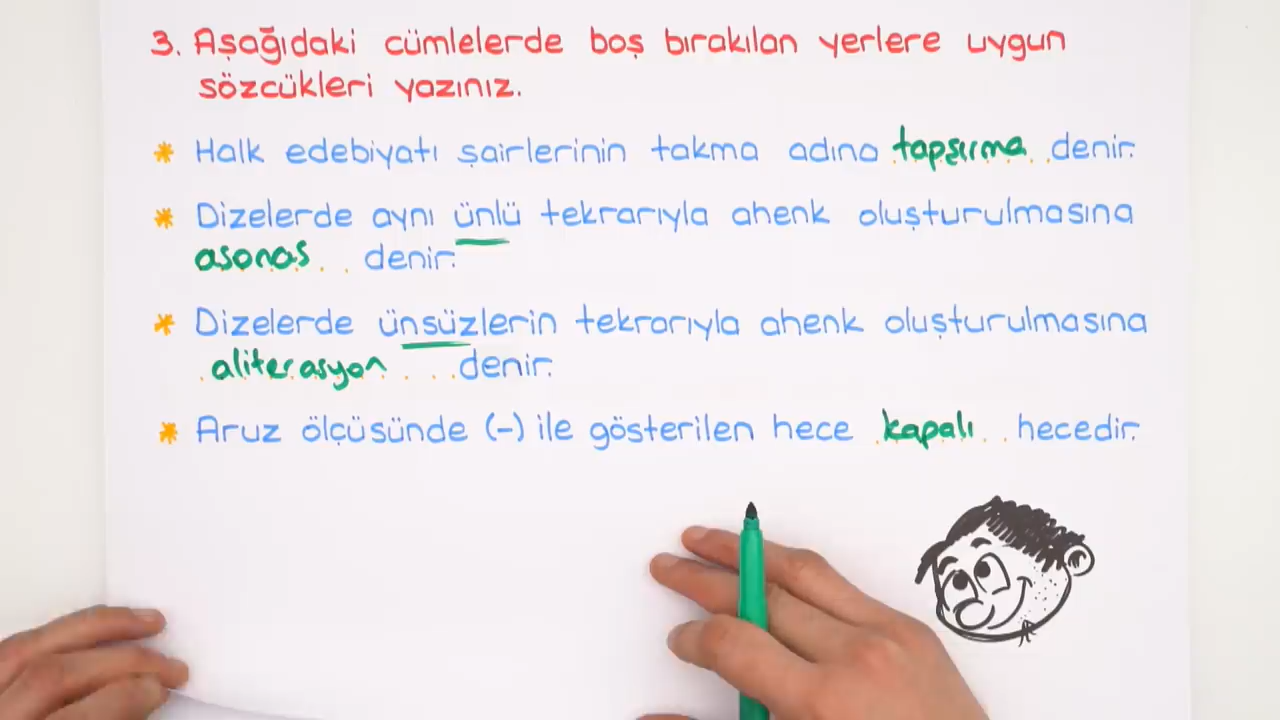 3. Aşağıdaki cümlelerde boş bırakılan yerlere uygun
sözcükleri yazınız.
* Halk edebiyatı şairlerinin takma adına tapşırma denir.
* Dizelerde aynı ünlü tekrarıyla ahenk oluşturulmasına
asonas denir.
* Dizelerde ünsüzlerin tekrarıyla ahenk oluşturulmasına
aliterasyon denir.
* Aruz ölçüsünde (-) ile gösterilen hece kapalı hecedir.